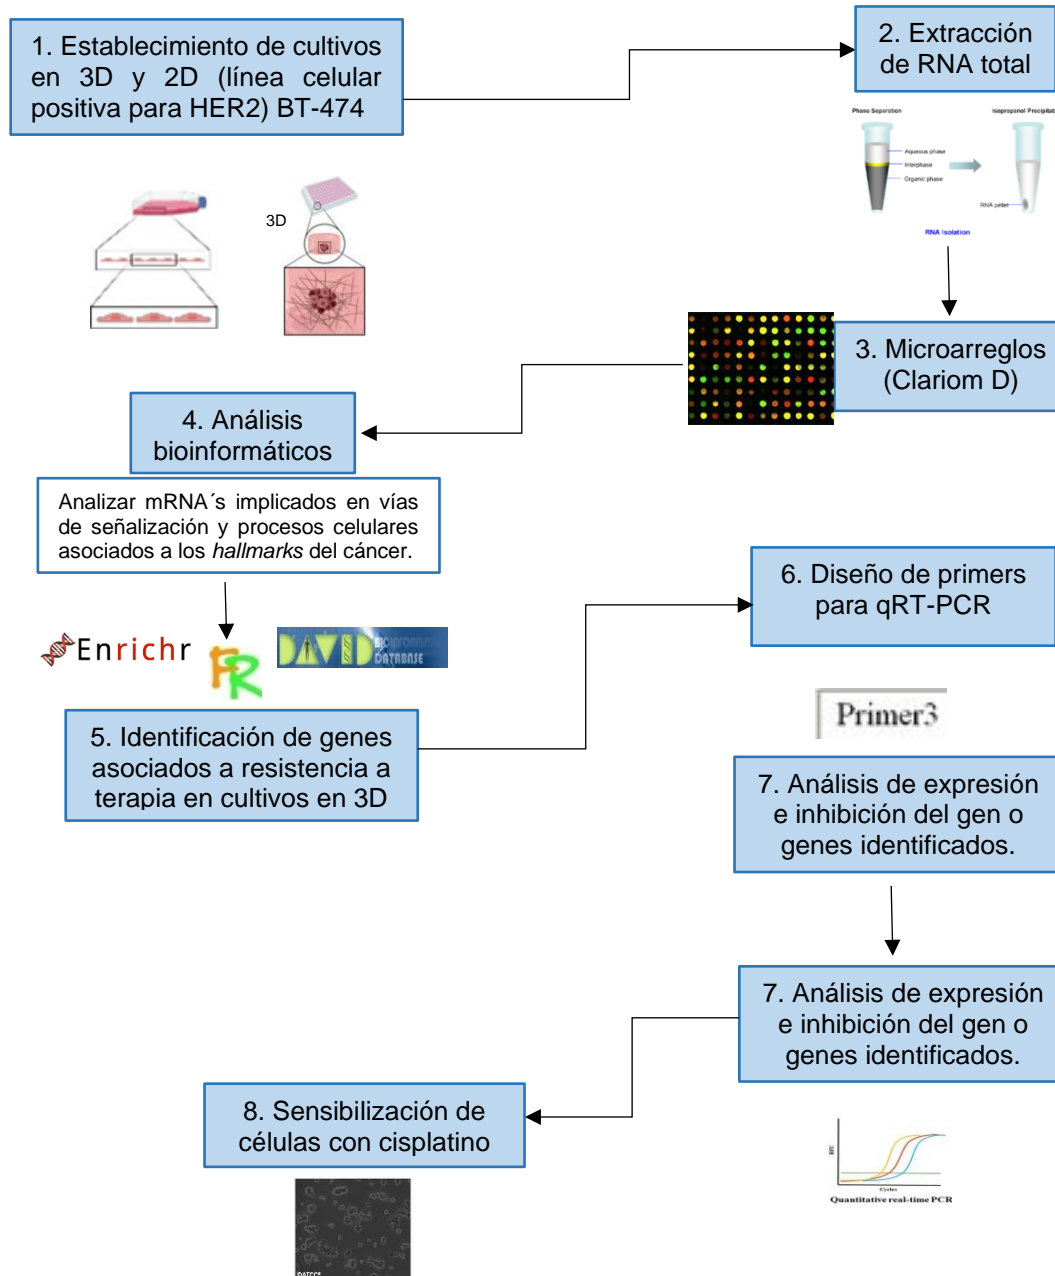 1. Establecimiento de cultivos
en 3D y 2D (línea celular
positiva para HER2) BT-474
2. Extracción
de RNA total
Phase Separation
Isopropanol Precipitati
Aqueous phase
Interphase
Organic phase
RNA pellet
RNA Isolation
3D
3. Microarreglos
(Clariom D)
4. Análisis
bioinformáticos
Analizar mRNA´s implicados en vías
de señalización y procesos celulares
asociados a los hallmarks del cáncer.
Enrichr
FR
DAVID
BIOINFORMA
DATABASE
5. Identificación de genes
asociados a resistencia a
terapia en cultivos en 3D
6. Diseño de primers
para qRT-PCR
Primer3
7. Análisis de expresión
e inhibición del gen o
genes identificados.
7. Análisis de expresión
e inhibición del gen o
genes identificados.
8. Sensibilización de
células con cisplatino
RFU
Cycles
Quantitative real-time PCR